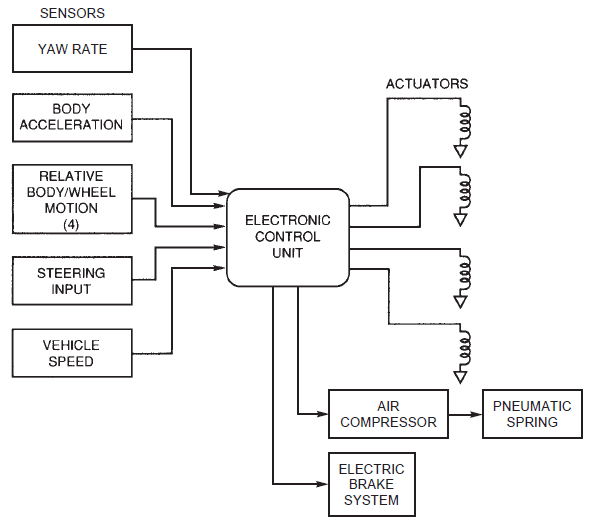 SENSORS
YAW RATE
BODY
ACCELERATION
RELATIVE
BODY/WHEEL
MOTION
(4)
STEERING
INPUT
VEHICLE
SPEED
ELECTRONIC
CONTROL
UNIT
ACTUATORS
AIR
COMPRESSOR
PNEUMATIC
SPRING
ELECTRIC
BRAKE
SYSTEM